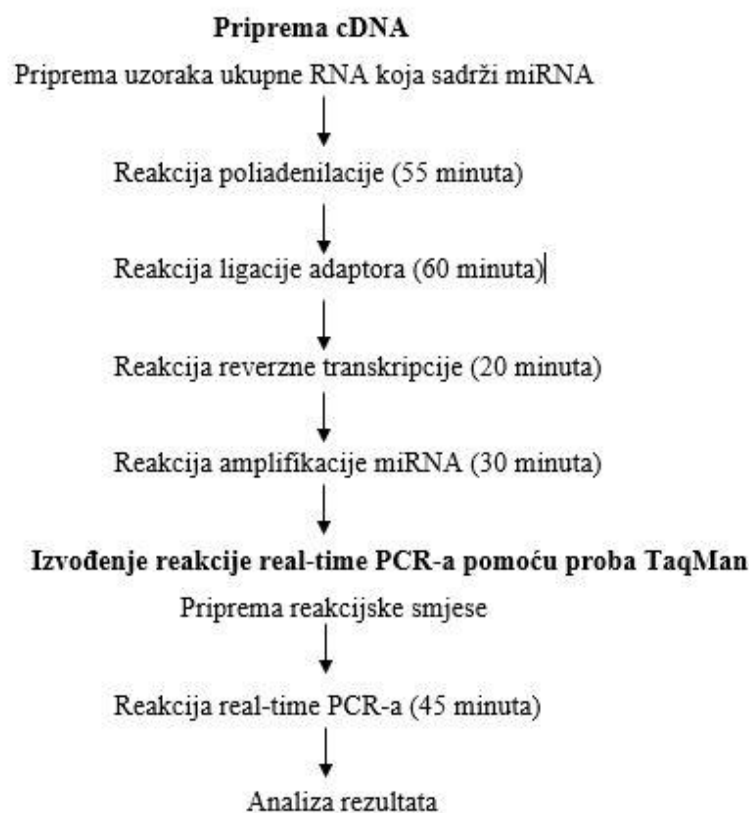 Priprema cDNA
Priprema uzoraka ukupne RNA koja sadrži miRNA
Reakcija poliadenilacije (55 minuta)
Reakcija ligacije adaptora (60 minuta)
Reakcija reverzne transkripcije (20 minuta)
Reakcija amplifikacije miRNA (30 minuta)
Izvođenje reakcije real-time PCR-a pomoću proba TaqMan
Priprema reakcijske smjese
Reakcija real-time PCR-a (45 minuta)
Analiza rezultata